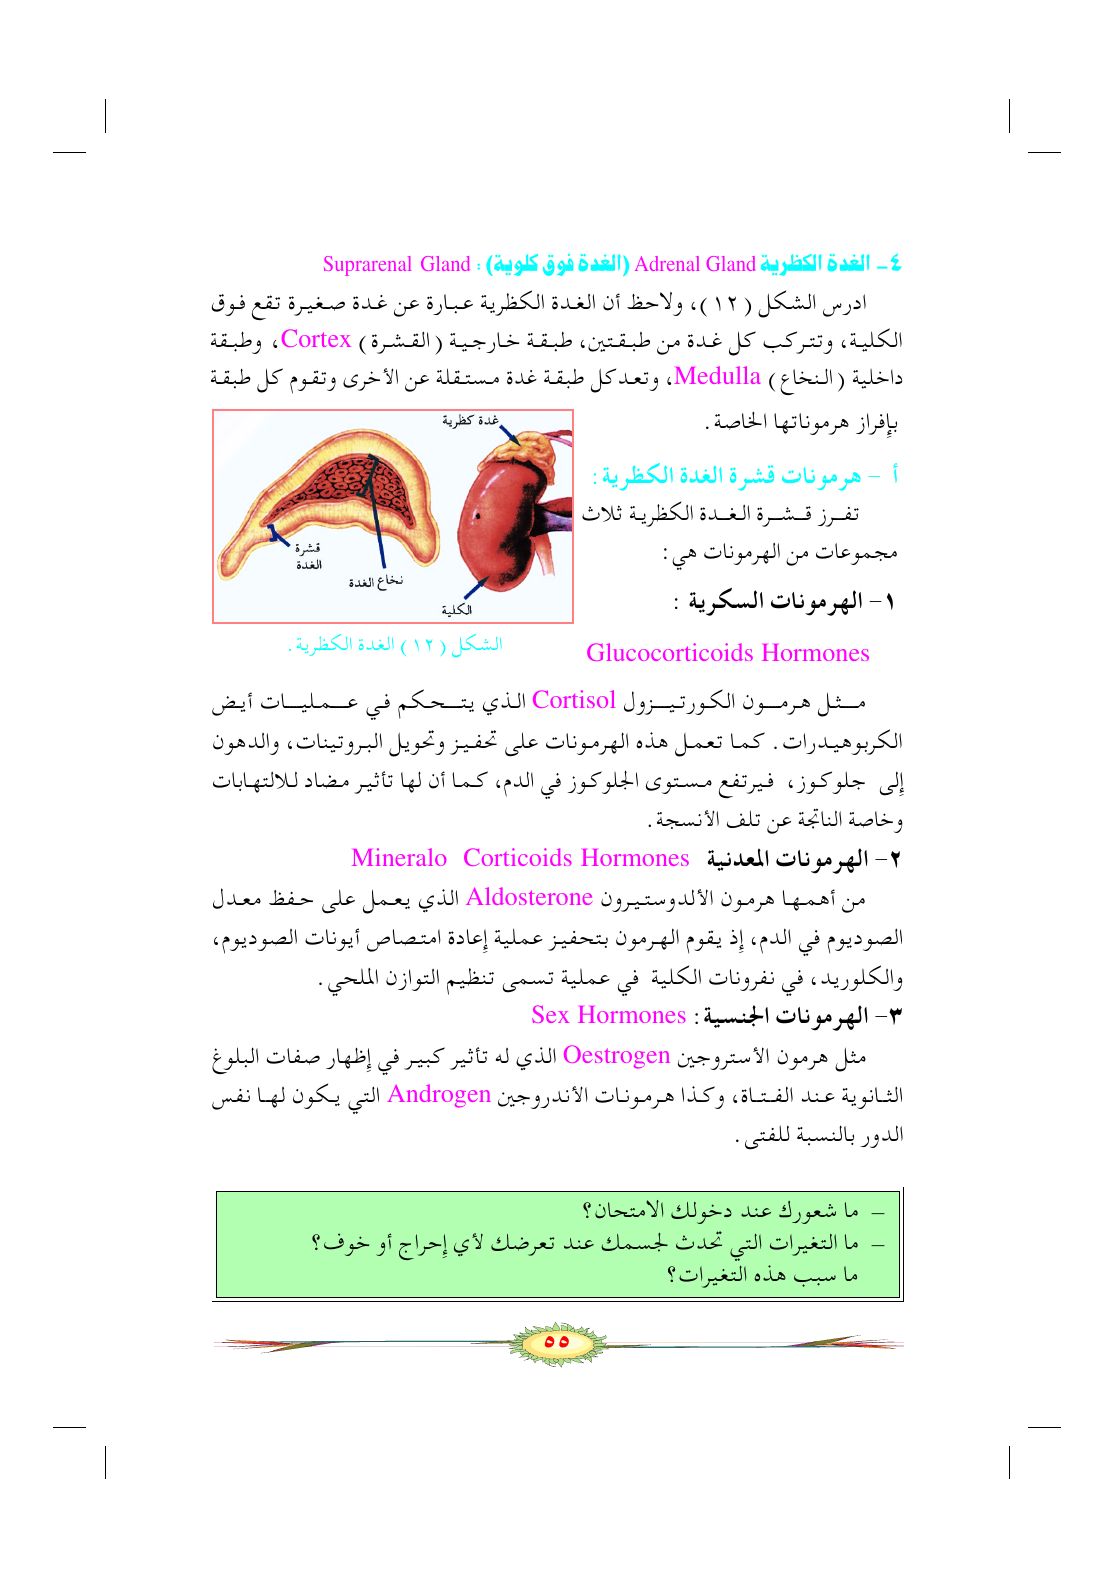 ٤- الغدة الكظرية Adrenal Gland (الغدة فوق كلوية) : Suprarenal Gland
ادرس الشكل (١٢)، ولاحظ أن الغدة الكظرية عبارة عن غدة صغيرة تقع فوق
الكلية، وتتركب كل غدة من طبقتين، طبقة خارجية (القشرة) Cortex، وطبقة
داخلية (النخاع) Medulla، وتعدكل طبقة غدة مستقلة عن الأخرى وتقوم كل طبقة
بإفراز هرموناتها الخاصة.
أ - هرمونات قشرة الغدة الكظرية:
تفرز قشرة الغدة الكظرية ثلاث
مجموعات من الهرمونات هي:
١- الهرمونات السكرية :
Glucocorticoids Hormones
غدة كظرية
قشرة
الغدة
نخاع الغدة
الكلية
الشكل (١٢) الغدة الكظرية.
مثل هرمون الكورتيزول Cortisol الذي يتحكم في عمليات أيض
الكربوهيدرات. كما تعمل هذه الهرمونات على تحفيز وتحويل البروتينات، والدهون
إلى جلوكوز، فيرتفع مستوى الجلوكوز في الدم، كما أن لها تأثير مضاد للالتهابات
وخاصة الناتجة عن تلف الأنسجة.
٢- الهرمونات المعدنية Mineralo Corticoids Hormones
من أهمها هرمون الألدوستيرون Aldosterone الذي يعمل على حفظ معدل
الصوديوم في الدم، إذ يقوم الهرمون بتحفيز عملية إعادة امتصاص أيونات الصوديوم،
والكلوريد، في نفرونات الكلية في عملية تسمى تنظيم التوازن الملحي.
٣- الهرمونات الجنسية: Sex Hormones
مثل هرمون الأستروجين Oestrogen الذي له تأثير كبير في إظهار صفات البلوغ
الثانوية عند الفتاة، وكذا هرمونات الأندروجين Androgen التي يكون لها نفس
الدور بالنسبة للفتى.
- ما شعورك عند دخولك الامتحان؟
- ما التغيرات التي تحدث لجسمك عند تعرضك لأي إحراج أو خوف؟
ما سبب هذه التغيرات؟
٥٥